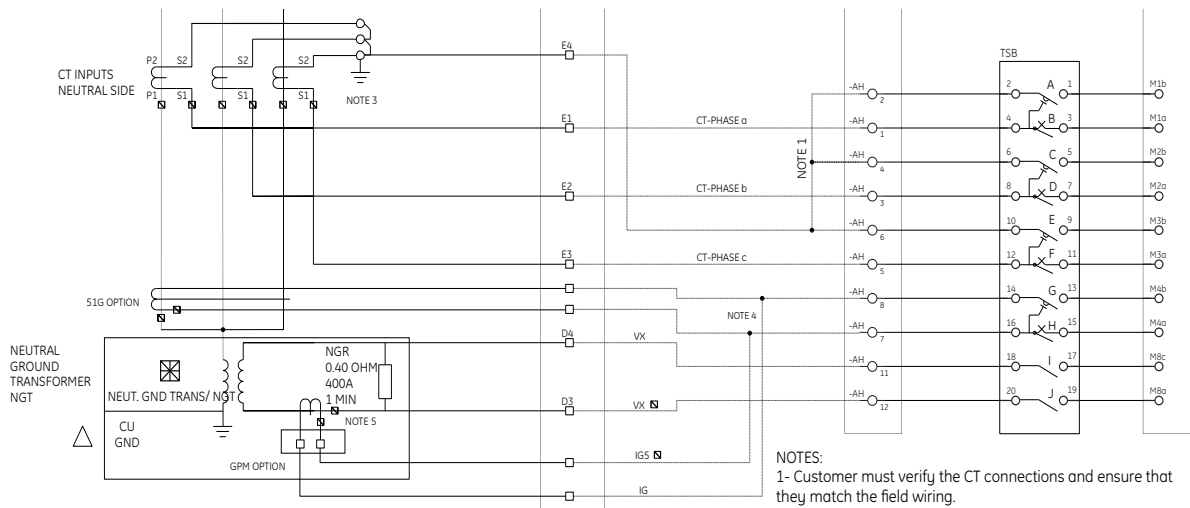 P2 S2 S2 S2
CT INPUTS
NEUTRAL SIDE
P1 S1 S1 S1
NOTE 3
E4
E1
CT-PHASE a
E2
CT-PHASE b
E3
CT-PHASE c
NOTE 1
51G OPTION
NOTE 4
NEUTRAL
GROUND
TRANSFORMER
NGT
NEUT. GND TRANS/ NGT
CU
GND
NGR
0.40 OHM
400A
1 MIN
NOTE 5
GPM OPTION
D4 VX
D3 VX
IG5
IG
TSB
-AH 2 2 A 1 M1b
-AH 1 4 B 3 M1a
-AH 4 6 C 5 M2b
-AH 3 8 D 7 M2a
-AH 6 10 E 9 M3b
-AH 5 12 F 11 M3a
-AH 8 14 G 13 M4b
-AH 7 16 H 15 M4a
-AH 11 18 I 17 M8c
-AH 12 20 J 19 M8a
NOTES:
1- Customer must verify the CT connections and ensure that
they match the field wiring.